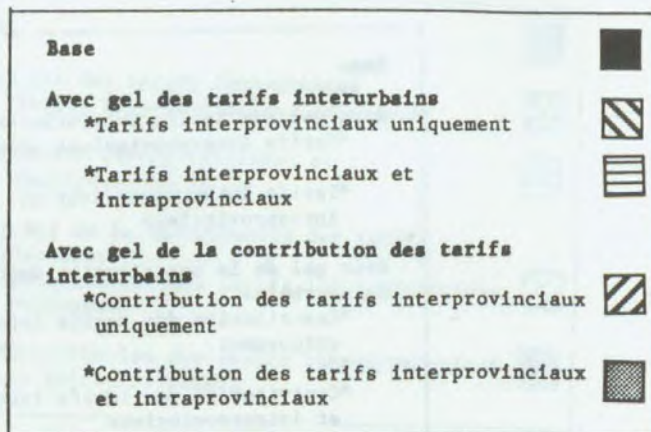 Base
Avec gel des tarifs interurbains
*Tarifs interprovinciaux uniquement
*Tarifs interprovinciaux et
intraprovinciaux
Avec gel de la contribution des tarifs
interurbains
*Contribution des tarifs interprovinciaux
uniquement
*Contribution des tarifs interprovinciaux
et intraprovinciaux